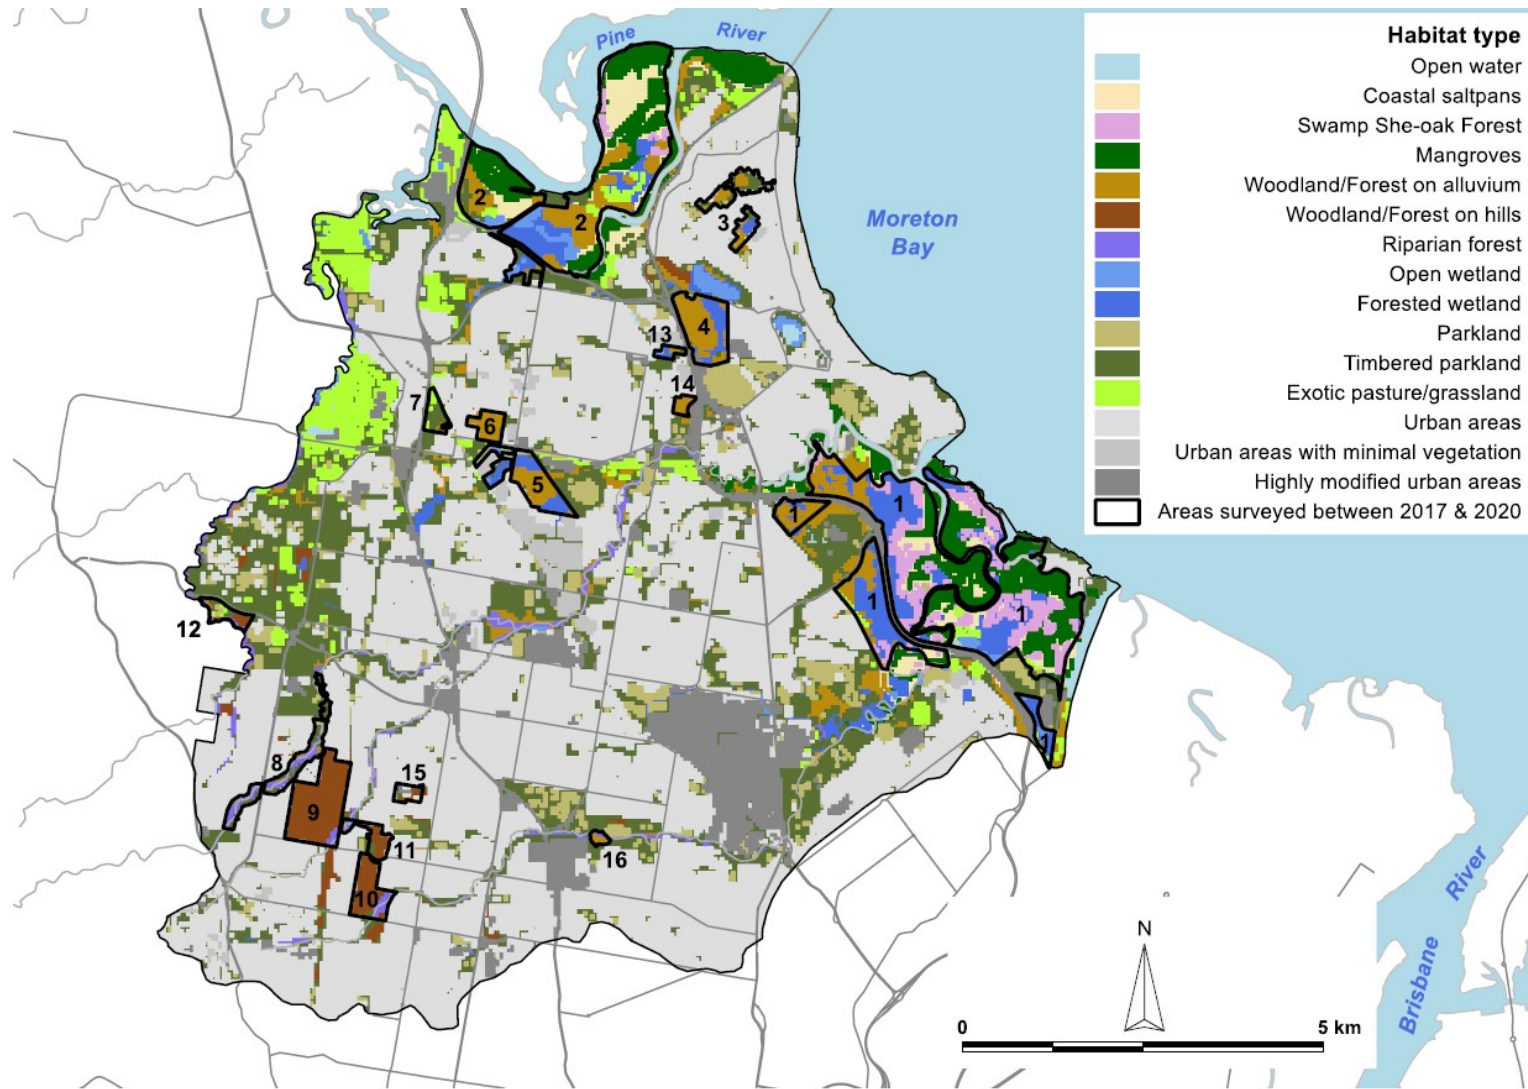 Pine
River
Moreton
Bay
Habitat type
Open water
Coastal saltpans
Swamp She-oak Forest
Mangroves
Woodland/Forest on alluvium
Woodland/Forest on hills
Riparian forest
Open wetland
Forested wetland
Parkland
Timbered parkland
Exotic pasture/grassland
Urban areas
Urban areas with minimal vegetation
Highly modified urban areas
Areas surveyed between 2017 & 2020
2
2
3
4
13
14
7
6
5
1
1
1
1
12
1
8
9
15
11
10
16
N
0
5 km
Brisbane
River